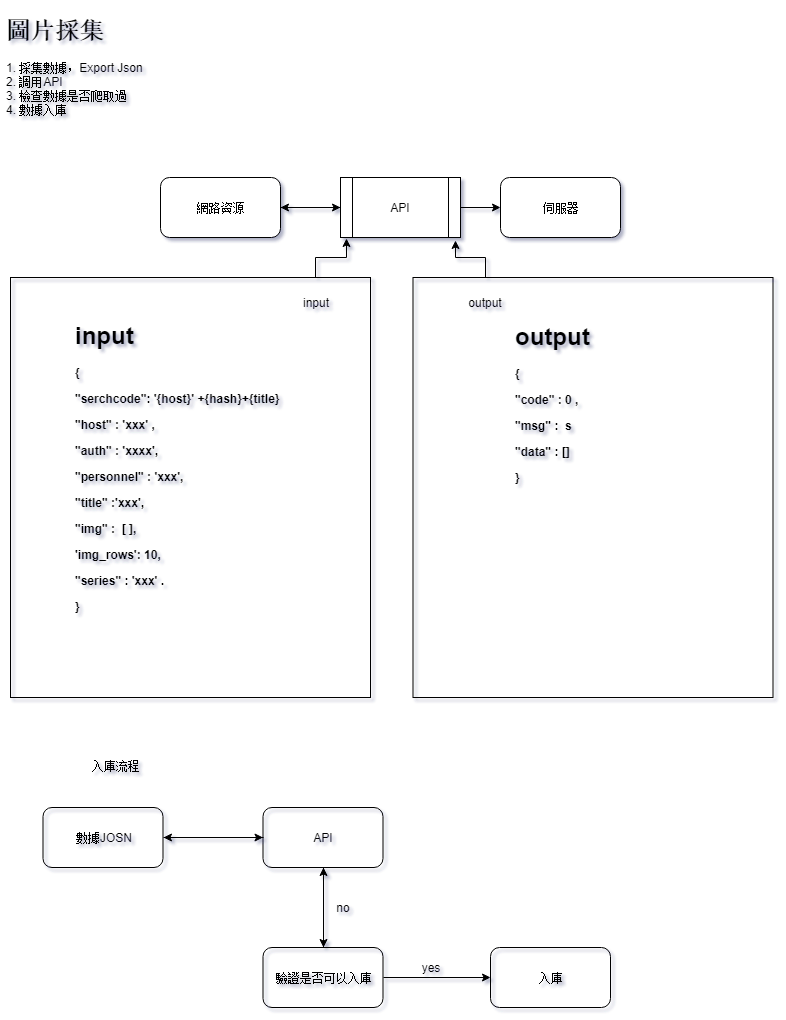 圖片採集
1. 採集數據，Export Json
2. 調用API
3. 檢查數據是否爬取過
4. 數據入庫
網路資源
API
伺服器
input
input
{
"serchcode": '{host}' +{hash}+{title}
"host" : 'xxx' ,
"auth" : 'xxxx',
"personnel" : 'xxx',
"title" :'xxx',
"img" :  [ ],
'img_rows': 10,
"series" : 'xxx' .
}
output
output
{
"code" : 0 ,
"msg" :  s
"data" : []
}
入庫流程
數據JOSN
API
no
驗證是否可以入庫
yes
入庫